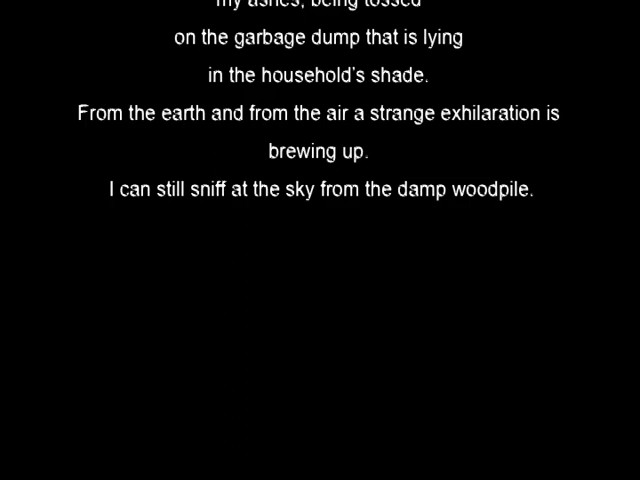 my ashes, being tossed
on the garbage dump that is lying
in the household's shade.
From the earth and from the air a strange exhilaration is
brewing up.
I can still sniff at the sky from the damp woodpile.